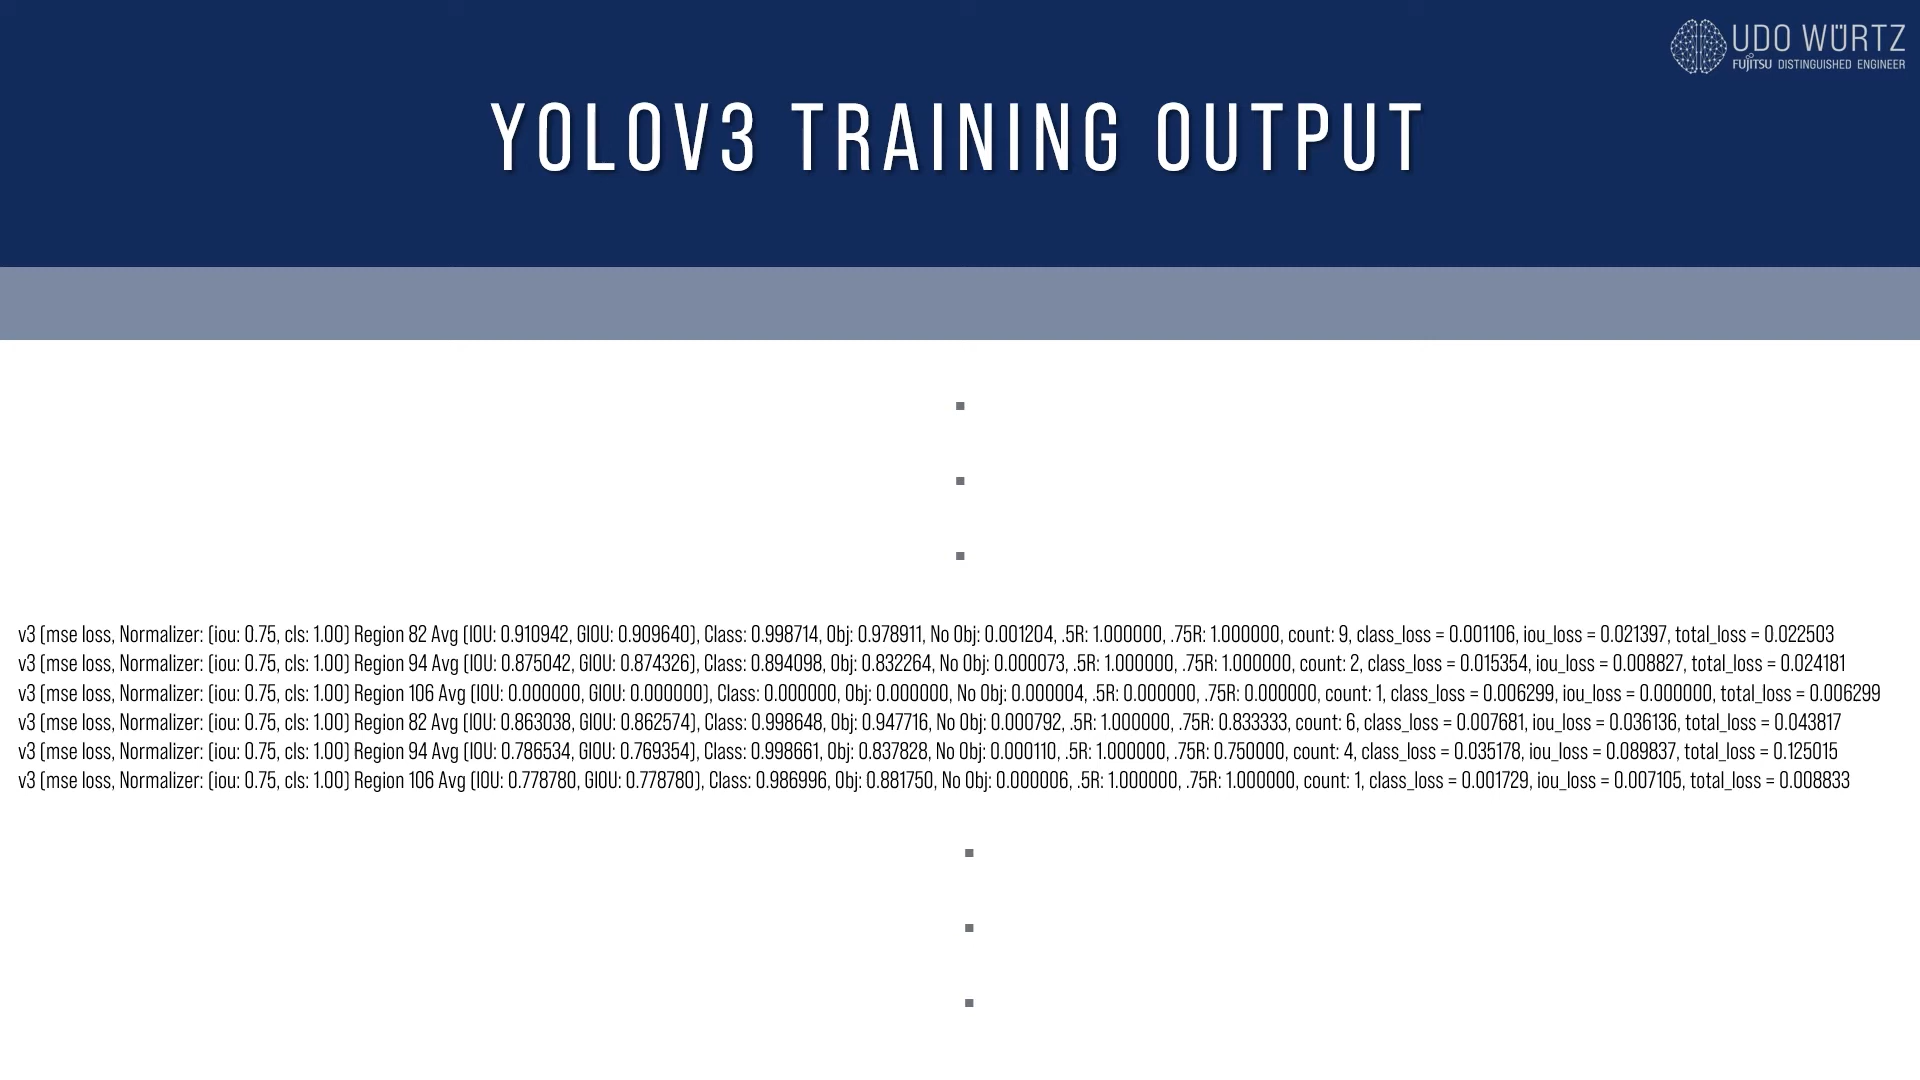 UDO WÜRTZ
FUJITSU DISTINGUISHED ENGINEER
YOLOV3 TRAINING OUTPUT
v3 (mse loss, Normalizer: (iou: 0.75, cls: 1.00) Region 82 Avg (IOU: 0.910942, GIOU: 0.909640), Class: 0.998714, Obj: 0.978911, No Obj: 0.001204, .5R: 1.000000, .75R: 1.000000, count: 9, class_loss = 0.001106, iou_loss = 0.021397, total_loss = 0.022503
v3 (mse loss, Normalizer: (iou: 0.75, cls: 1.00) Region 94 Avg (IOU: 0.875042, GIOU: 0.874326), Class: 0.894098, Obj: 0.832264, No Obj: 0.000073, .5R: 1.000000, .75R: 1.000000, count: 2, class_loss = 0.015354, iou_loss = 0.008827, total_loss = 0.024181
v3 (mse loss, Normalizer: (iou: 0.75, cls: 1.00) Region 106 Avg (IOU: 0.000000, GIOU: 0.000000), Class: 0.000000, Obj: 0.000000, No Obj: 0.000004, .5R: 0.000000, .75R: 0.000000, count: 1, class_loss = 0.006299, iou_loss = 0.000000, total_loss = 0.006299
v3 (mse loss, Normalizer: (iou: 0.75, cls: 1.00) Region 82 Avg (IOU: 0.863038, GIOU: 0.862574), Class: 0.998648, Obj: 0.947716, No Obj: 0.000792, .5R: 1.000000, .75R: 0.833333, count: 6, class_loss = 0.007681, iou_loss = 0.036136, total_loss = 0.043817
v3 (mse loss, Normalizer: (iou: 0.75, cls: 1.00) Region 94 Avg (IOU: 0.786534, GIOU: 0.769354), Class: 0.998661, Obj: 0.837828, No Obj: 0.000110, .5R: 1.000000, .75R: 0.750000, count: 4, class_loss = 0.035178, iou_loss = 0.089837, total_loss = 0.125015
v3 (mse loss, Normalizer: (iou: 0.75, cls: 1.00) Region 106 Avg (IOU: 0.778780, GIOU: 0.778780), Class: 0.986996, Obj: 0.881750, No Obj: 0.000006, .5R: 1.000000, .75R: 1.000000, count: 1, class_loss = 0.001729, iou_loss = 0.007105, total_loss = 0.008833